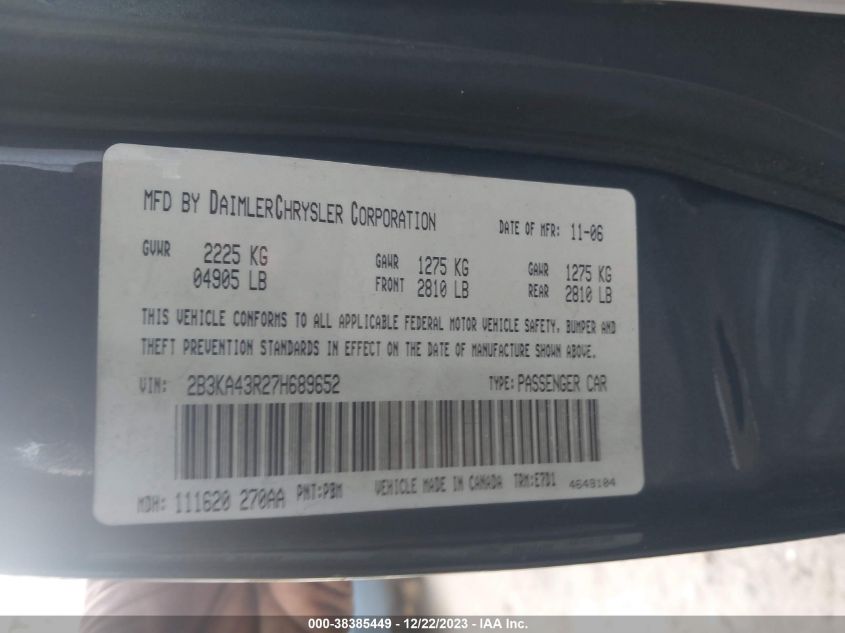 MFD BY DAIMLERCHRYSLER CORPORATION DATE OF MFR: 11-06
GVWR 2225 KG GAWR 1275 KG GAWR 1275 KG
04905 LB FRONT 2810 LB REAR 2810 LB
THIS VEHICLE CONFORMS TO ALL APPLICABLE FEDERAL MOTOR VEHICLE SAFETY, BUMPER AND
THEFT PREVENTION STANDARDS IN EFFECT ON THE DATE OF MANUFACTURE SHOWN ABOVE.
VIN: 2B3KA43R27H689652 TYPE: PASSENGER CAR
MDH: 111620 270AA PNT:PBM VEHICLE MADE IN CANADA TRM:E7D1 4648104
000-38385449 - 12/22/2023 - IAA Inc.